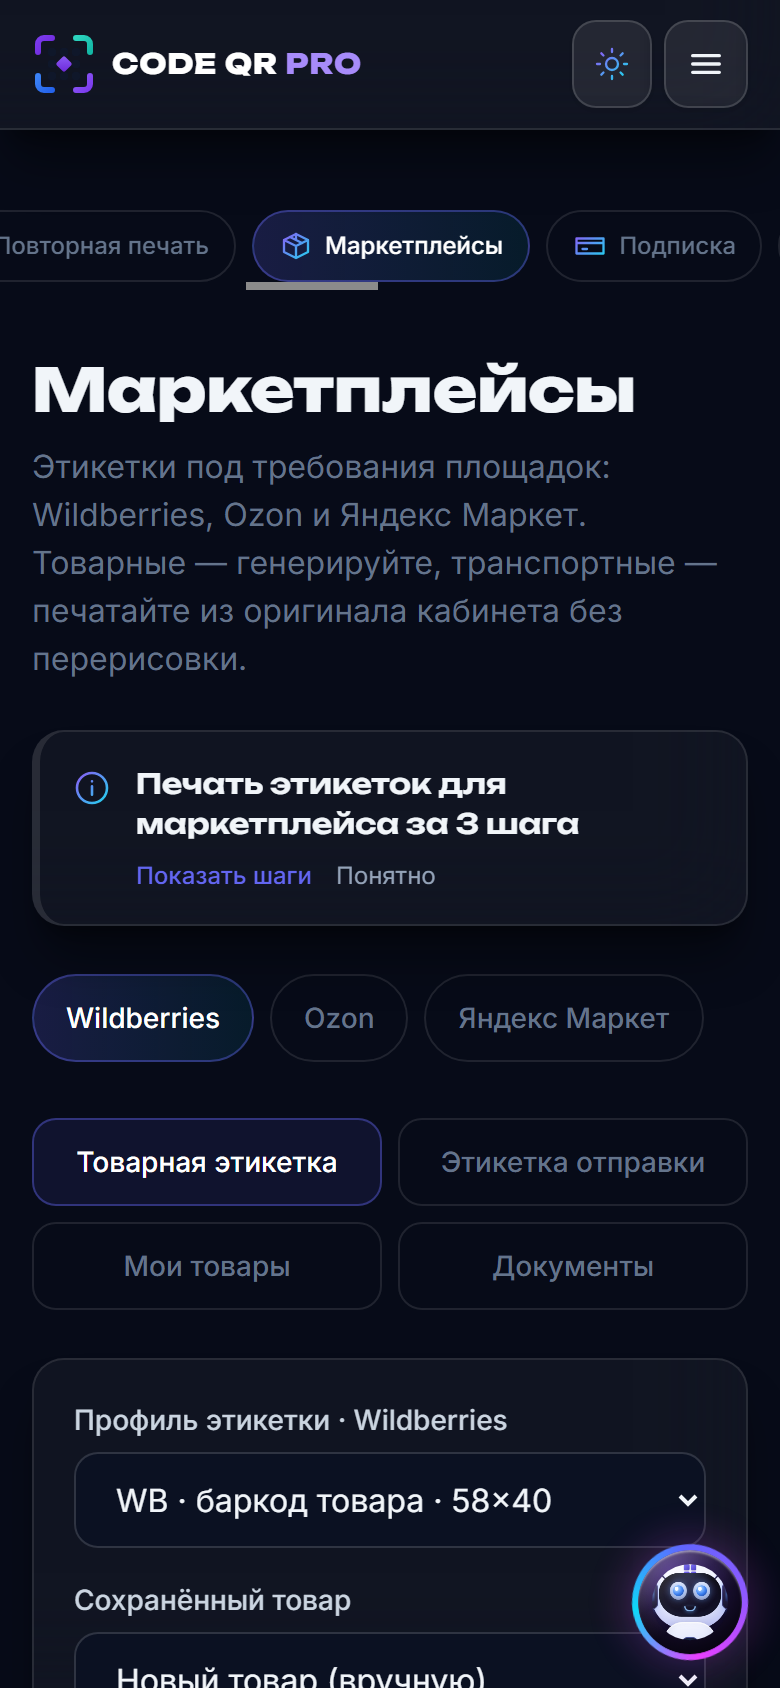 CODE QR PRO
Повторная печать
Маркетплейсы
Подписка
Маркетплейсы
Этикетки под требования площадок:
Wildberries, Ozon и Яндекс Маркет.
Товарные — генерируйте, транспортные —
печатайте из оригинала кабинета без
перерисовки.
Печать этикеток для
маркетплейса за 3 шага
Показать шаги Понятно
Wildberries Ozon Яндекс Маркет
Товарная этикетка Этикетка отправки
Мои товары Документы
Профиль этикетки · Wildberries
WB · баркод товара · 58×40
Сохранённый товар
Новый товар (вручную)